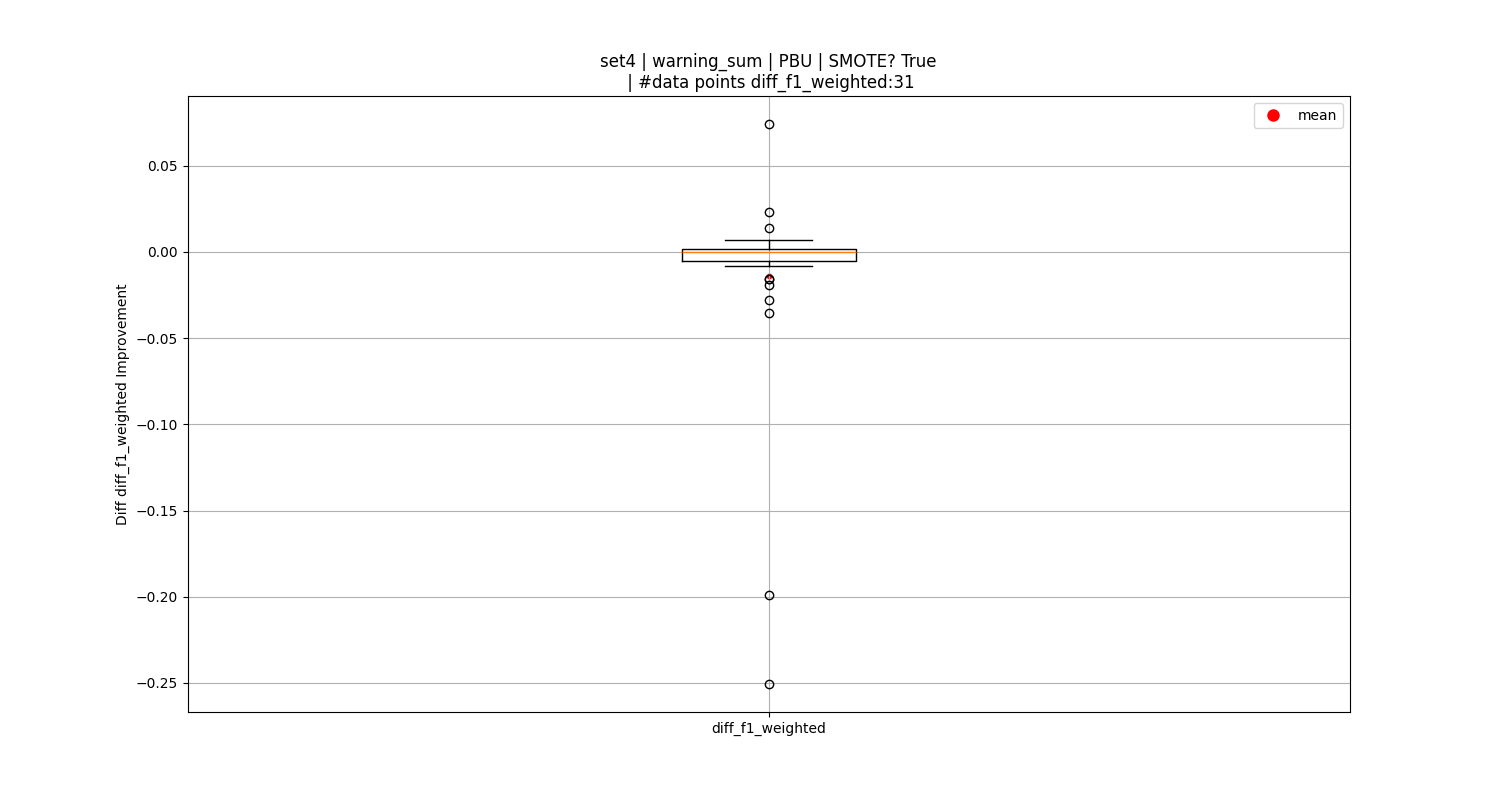 set4 | warning_sum | PBU | SMOTE? True
| #data points diff_f1_weighted:31
mean
0.05
0.00
−0.05
−0.10
−0.15
−0.20
−0.25
Diff diff_f1_weighted Improvement
diff_f1_weighted